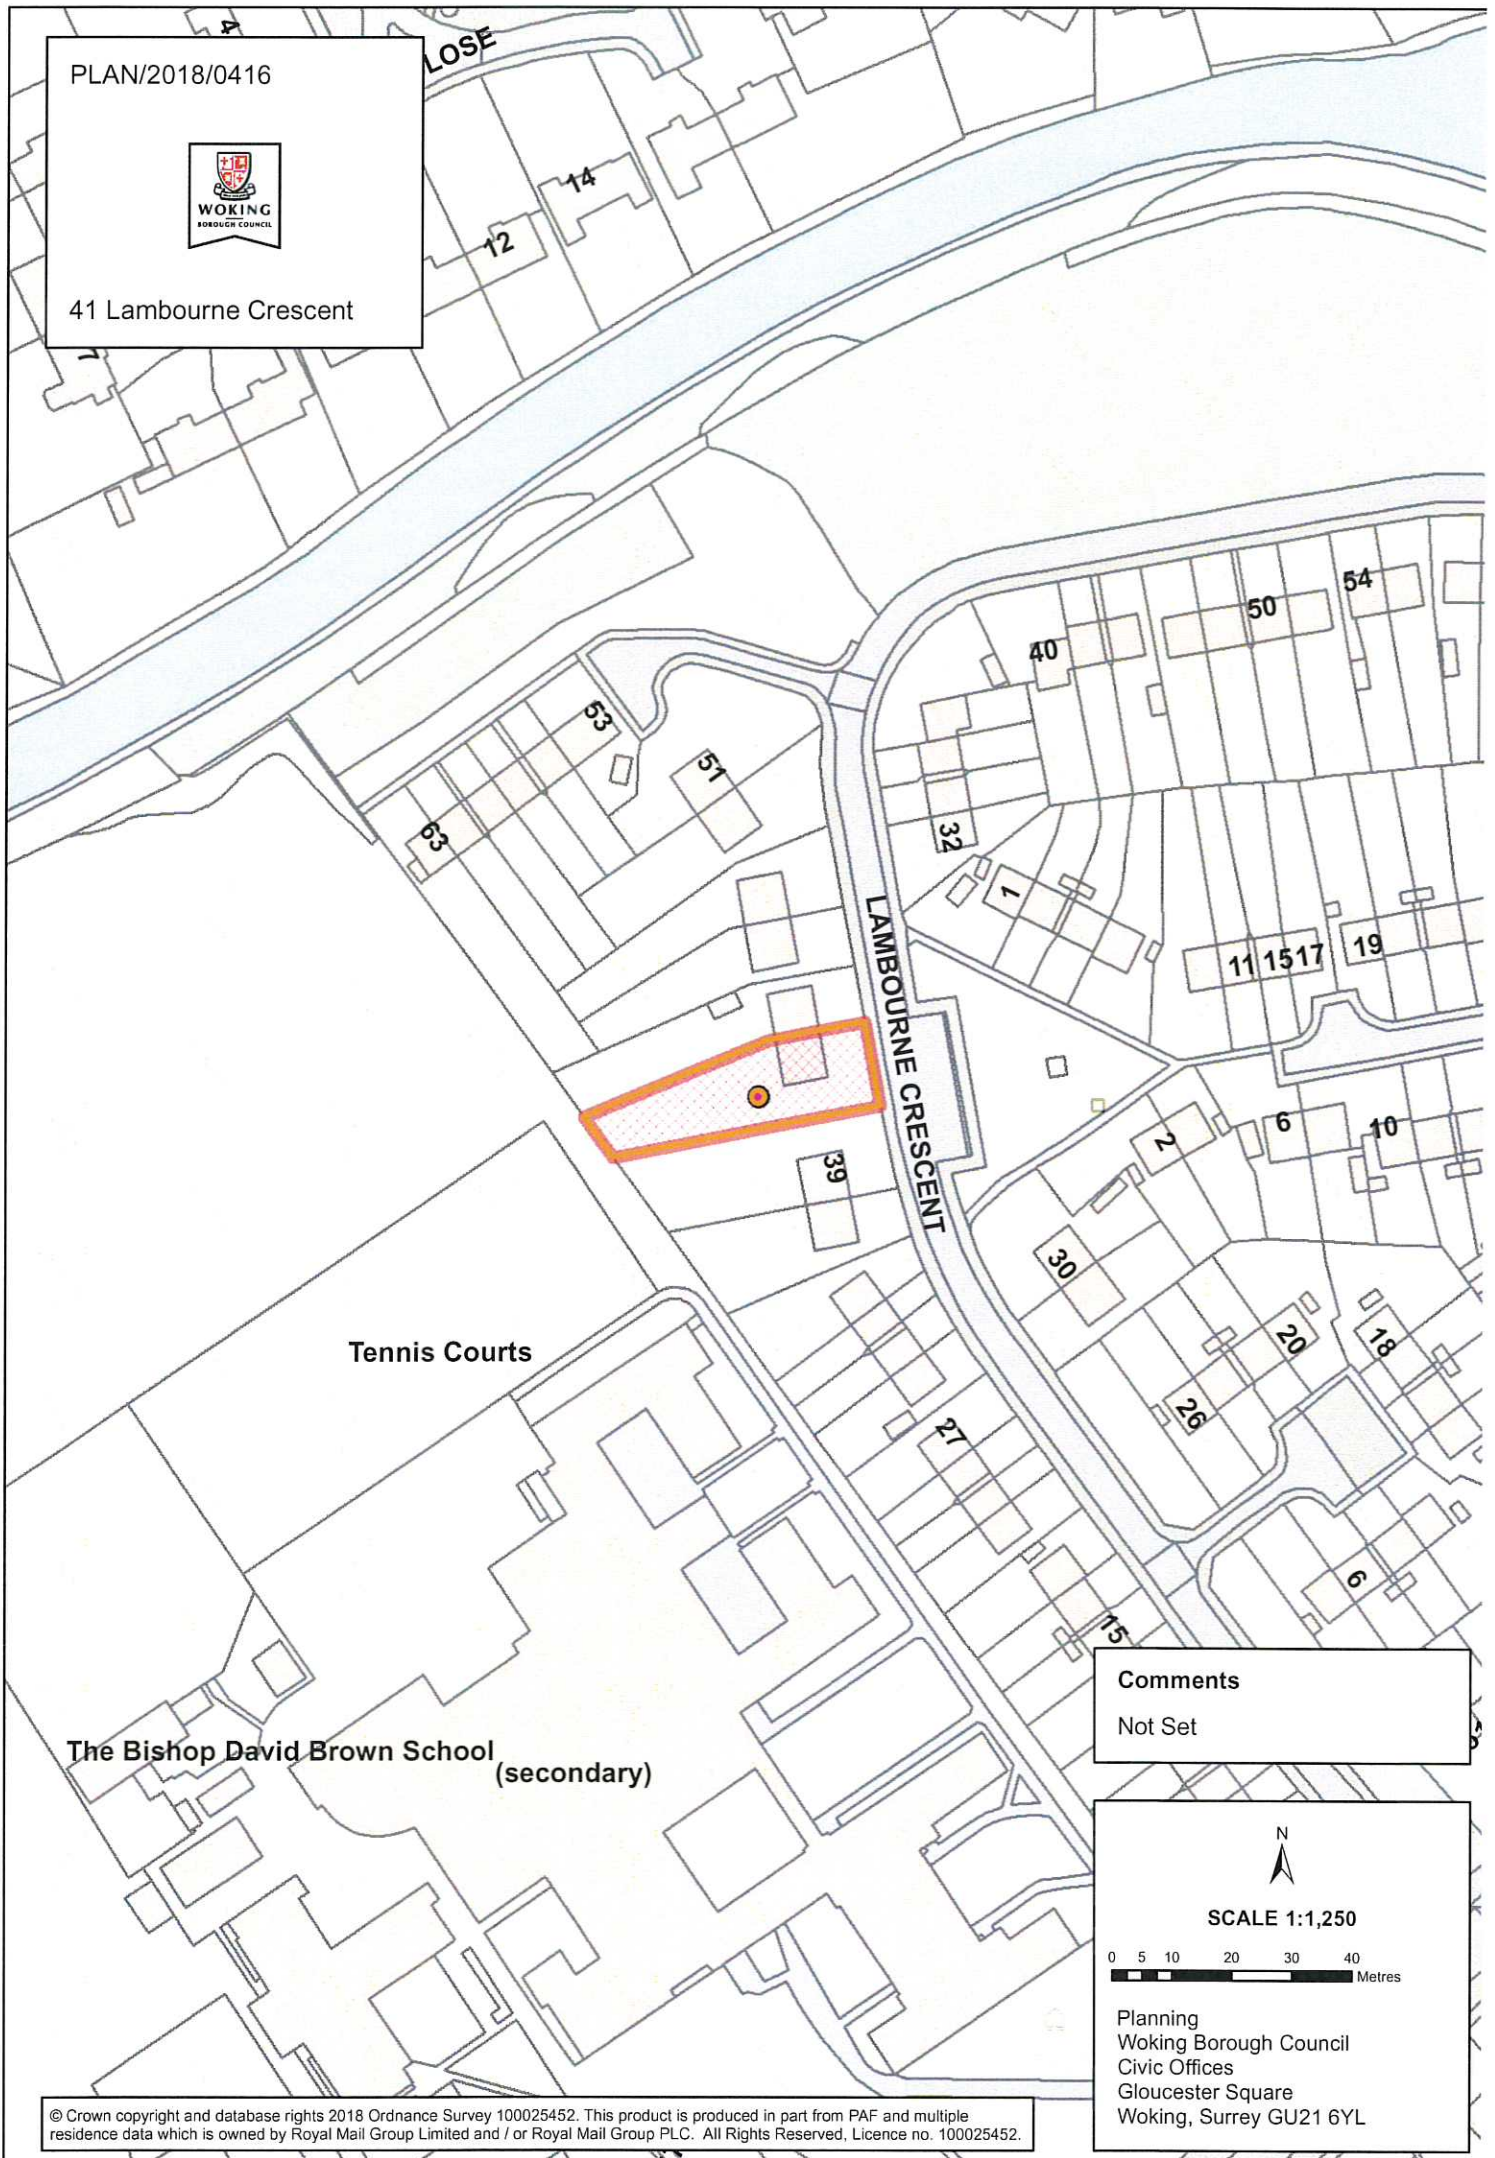 PLAN/2018/0416
WOKING
BOROUGH COUNCIL
41 Lambourne Crescent
4
LOSE
14
12
7
50
54
40
53
51
63
32
1
11 15 17 19
LAMBOURNE CRESCENT
39
2
6
10
30
20
18
26
27
6
15
Tennis Courts
The Bishop David Brown School
(secondary)
Comments
Not Set
N
SCALE 1:1,250
0 5 10 20 30 40
Metres
Planning
Woking Borough Council
Civic Offices
Gloucester Square
Woking, Surrey GU21 6YL
© Crown copyright and database rights 2018 Ordnance Survey 100025452. This product is produced in part from PAF and multiple
residence data which is owned by Royal Mail Group Limited and / or Royal Mail Group PLC. All Rights Reserved, Licence no. 100025452.